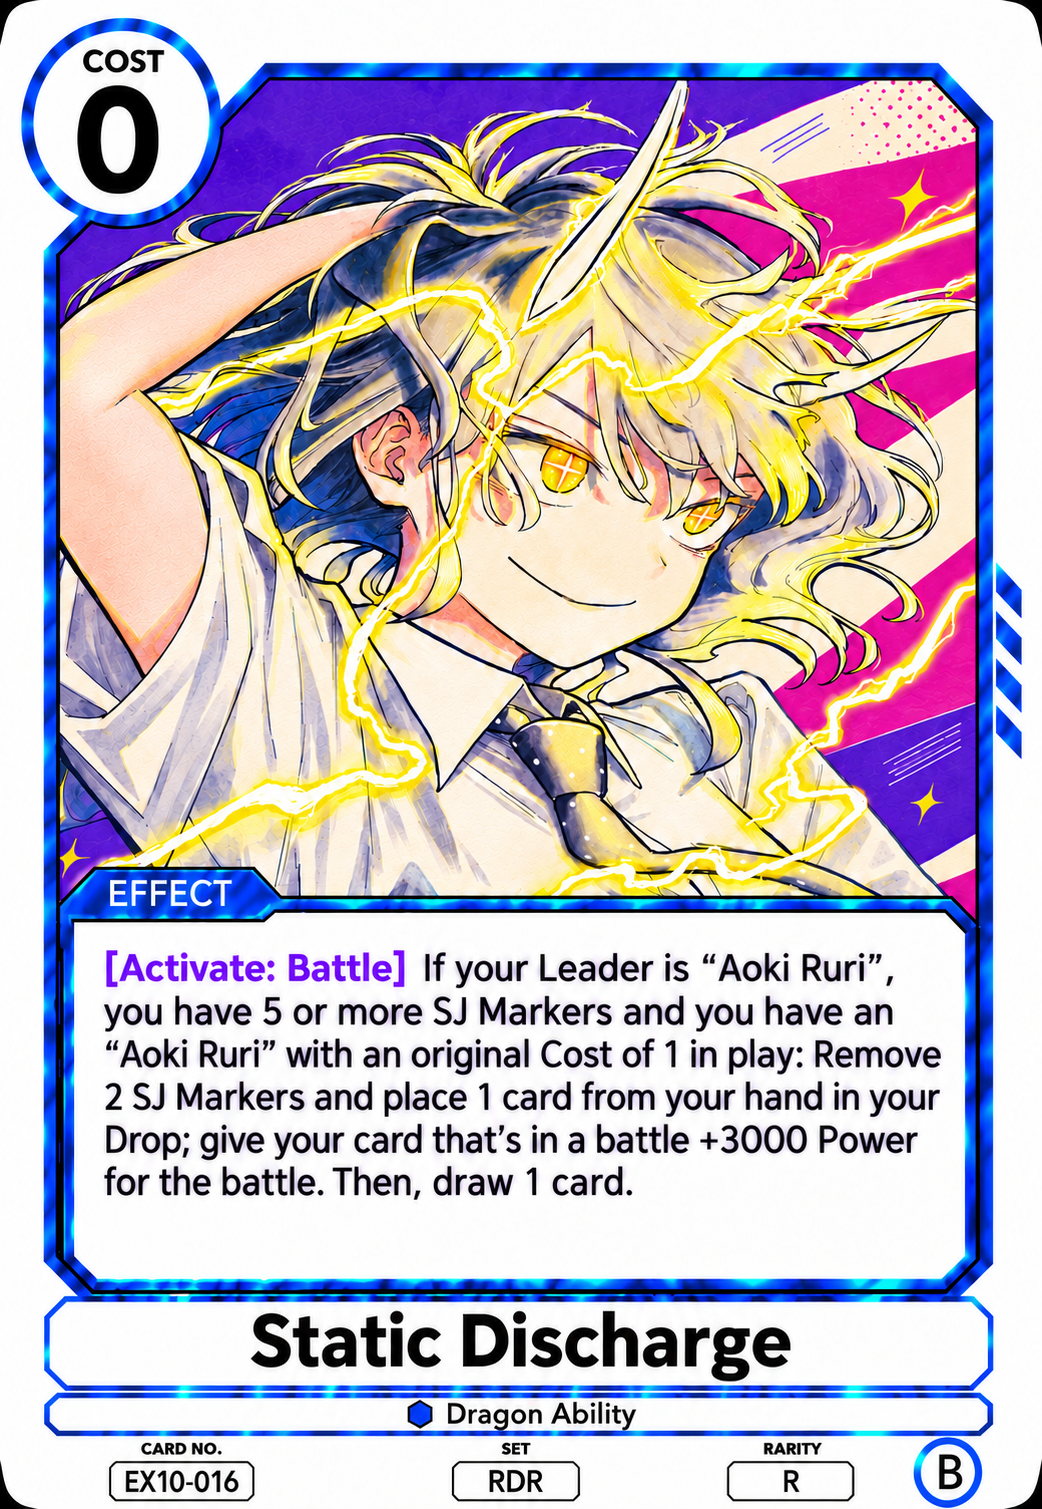 COST
0
EFFECT
[Activate: Battle] If your Leader is “Aoki Ruri”,
you have 5 or more SJ Markers and you have an
“Aoki Ruri” with an original Cost of 1 in play: Remove
2 SJ Markers and place 1 card from your hand in your
Drop; give your card that’s in a battle +3000 Power
for the battle. Then, draw 1 card.
Static Discharge
Dragon Ability
CARD NO.
EX10-016
SET
RDR
RARITY
R
B